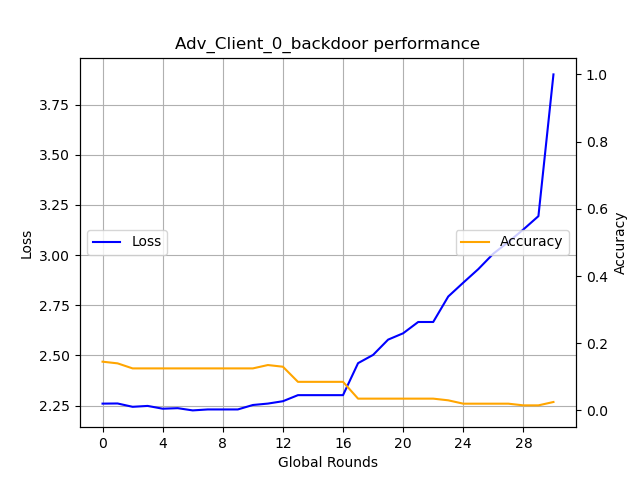 Adv_Client_0_backdoor performance
Loss
3.75
3.50
3.25
3.00
2.75
2.50
2.25
Loss
Accuracy
1.0
0.8
0.6
0.4
0.2
0.0
Accuracy
0 4 8 12 16 20 24 28
Global Rounds